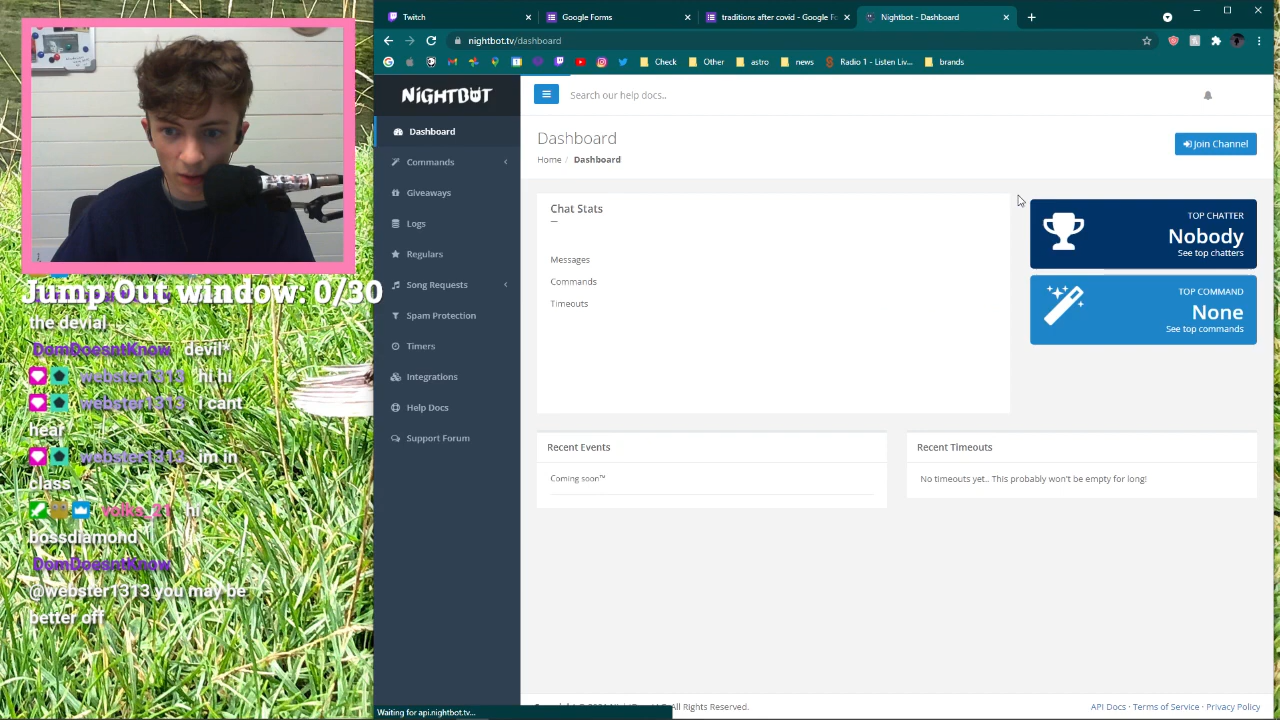 Twitch
Google Forms
traditions after covid - Google Fo
Nightbot - Dashboard
nightbot.tv/dashboard
Check
Other
astro
news
Radio 1 - Listen Liv...
brands
NIGHTBOT
Search our help docs..
Dashboard
Commands
Giveaways
Logs
Regulars
Song Requests
Spam Protection
Timers
Integrations
Help Docs
Support Forum
Dashboard
Home / Dashboard
Join Channel
Chat Stats
Messages
Commands
Timeouts
TOP CHATTER
Nobody
See top chatters
TOP COMMAND
None
See top commands
Recent Events
Coming soon™
Recent Timeouts
No timeouts yet.. This probably won't be empty for long!
All Rights Reserved.
API Docs - Terms of Service - Privacy Policy
Waiting for api.nightbot.tv...
Jump Out window: 0/30
the devial
DomDoesntKnow devil*
webster1313 hi hi
webster1313 I cant
hear
webster1313 im in
class
volka_21 hi
bossdiamond
DomDoesntKnow
@webster1313 you may be
better off